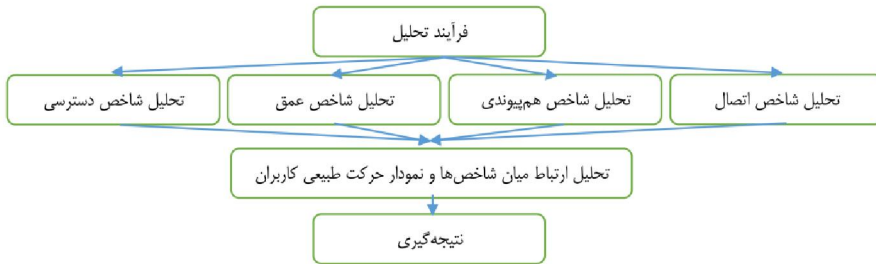 فرآیند تحلیل
تحلیل شاخص اتصال
تحلیل شاخص هم‌پیوندی
تحلیل شاخص عمق
تحلیل شاخص دسترسی
تحلیل ارتباط میان شاخص‌ها و نمودار حرکت طبیعی کاربران
نتیجه‌گیری